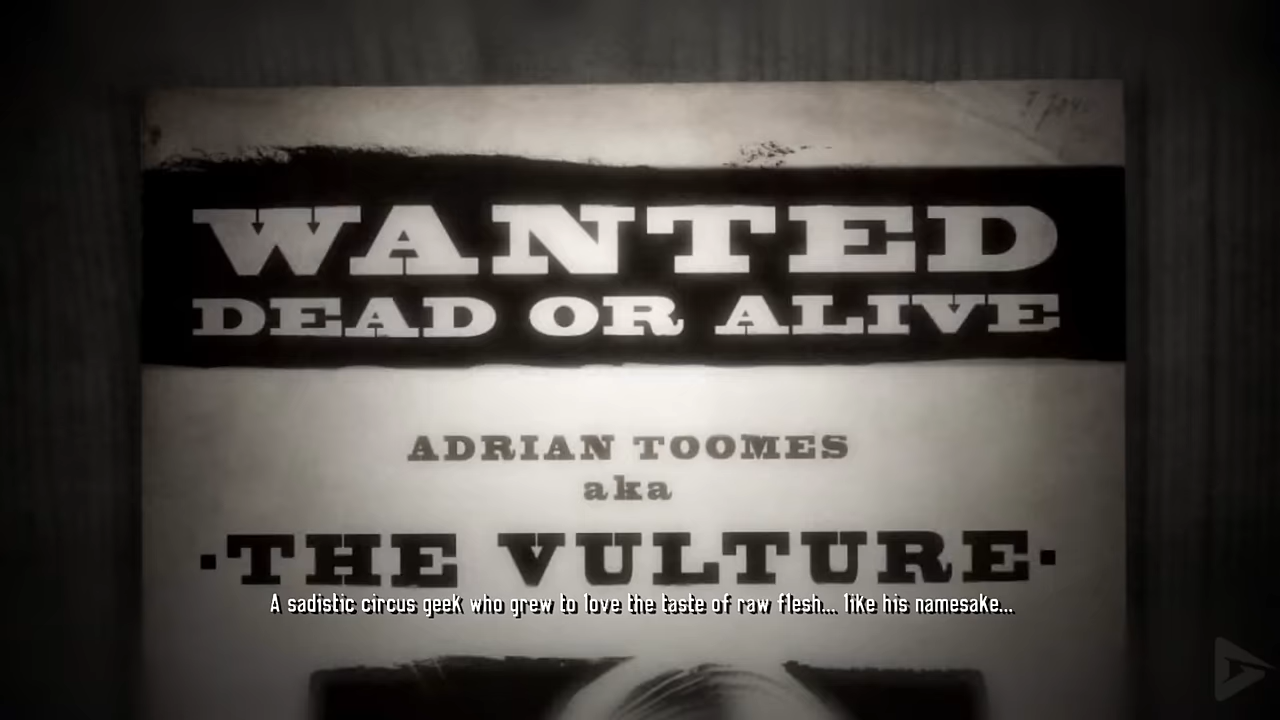 WANTED
DEAD OR ALIVE
ADRIAN TOOMES
aka
·THE VULTURE·
A sadistic circus geek who grew to love the taste of raw flesh... like his namesake...